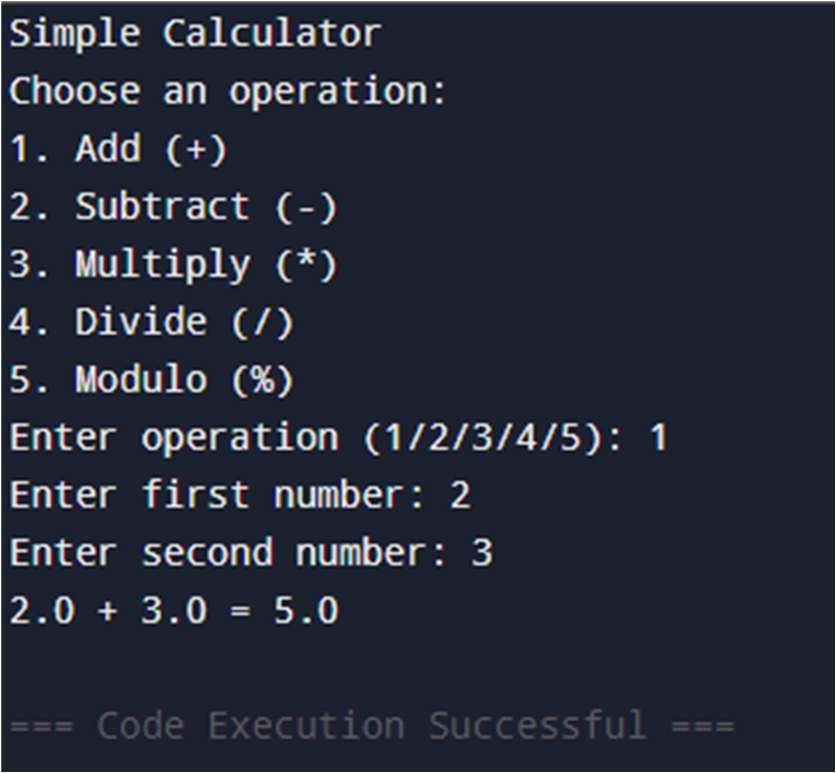 Simple Calculator
Choose an operation:
1. Add (+)
2. Subtract (-)
3. Multiply (*)
4. Divide (/)
5. Modulo (%)
Enter operation (1/2/3/4/5): 1
Enter first number: 2
Enter second number: 3
2.0 + 3.0 = 5.0
=== Code Execution Successful ===